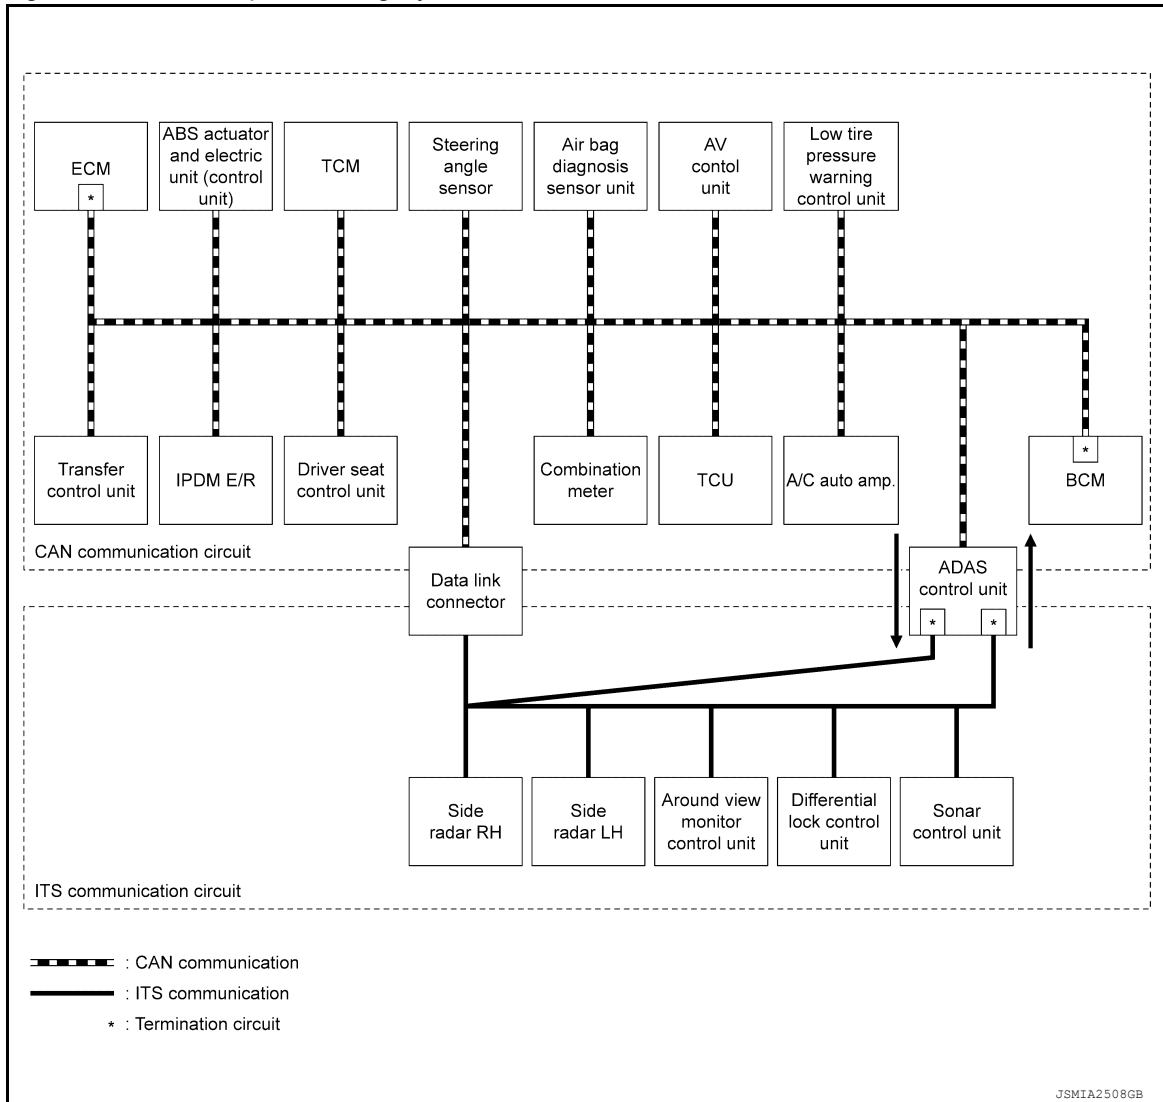 ECM
*
ABS actuator
and electric
unit (control
unit)
TCM
Steering
angle
sensor
Air bag
diagnosis
sensor unit
AV
contol
unit
Low tire
pressure
warning
control unit
Transfer
control unit
IPDM E/R
Driver seat
control unit
Combination
meter
TCU
A/C auto amp.
*
BCM
CAN communication circuit
Data link
connector
ADAS
control unit
*
*
Side
radar RH
Side
radar LH
Around view
monitor
control unit
Differential
lock control
unit
Sonar
control unit
ITS communication circuit
: CAN communication
: ITS communication
* : Termination circuit
JSMIA2508GB